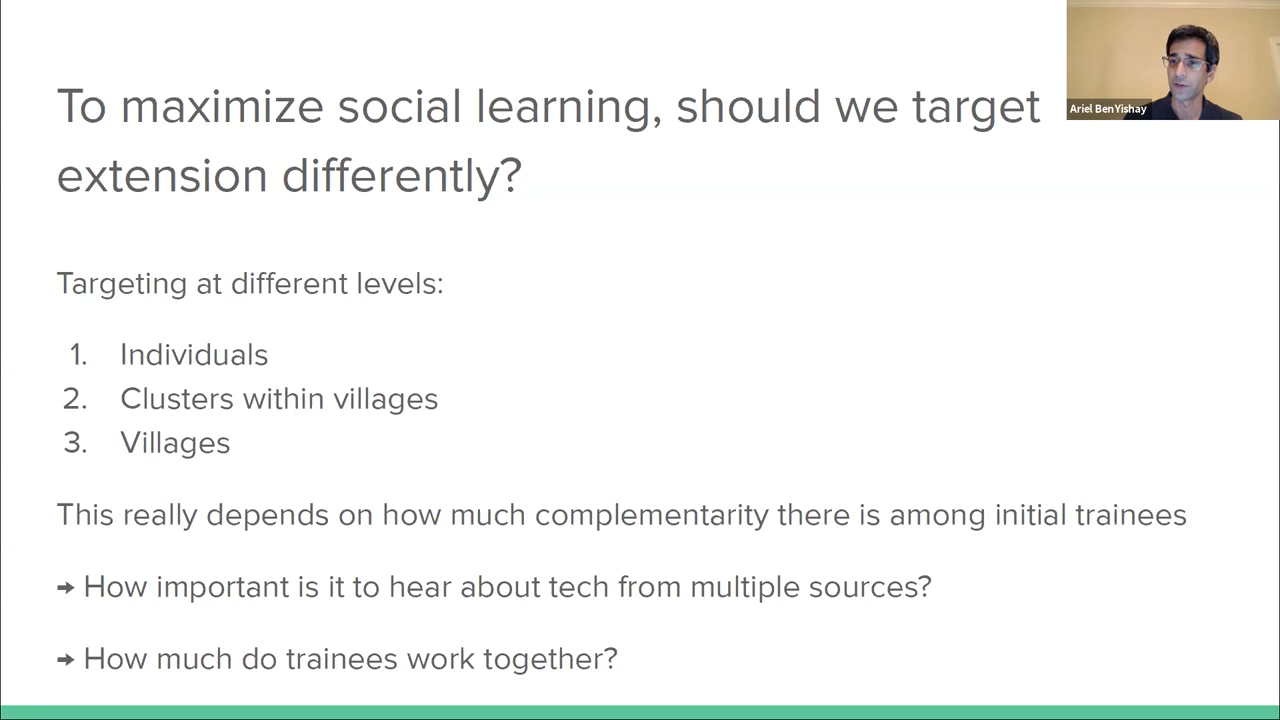 To maximize social learning, should we target
extension differently?
Ariel BenYishay
Targeting at different levels:
1. Individuals
2. Clusters within villages
3. Villages
This really depends on how much complementarity there is among initial trainees
→ How important is it to hear about tech from multiple sources?
→ How much do trainees work together?